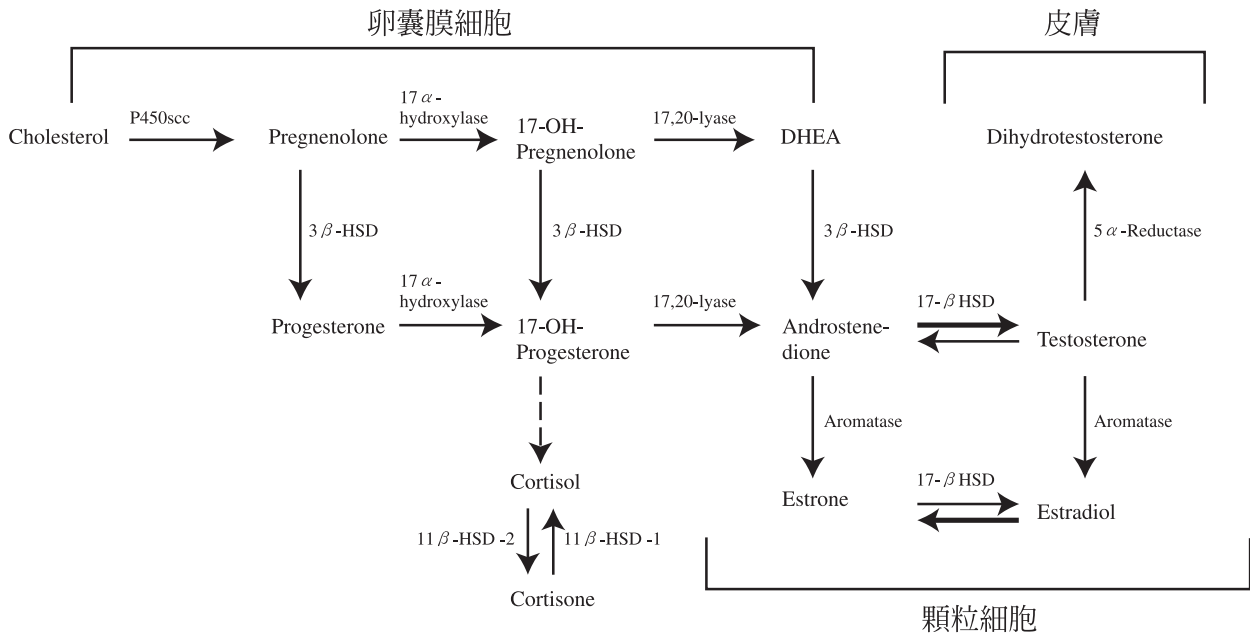 卵囊膜細胞
皮膚
P450scc
17α-
hydroxylase
17,20-lyase
Cholesterol
Pregnenolone
17-OH-
Pregnenolone
DHEA
Dihydrotestosterone
3β-HSD
3β-HSD
3β-HSD
5α-Reductase
17α-
hydroxylase
17,20-lyase
17-βHSD
Progesterone
17-OH-
Progesterone
Androstene-
dione
Testosterone
Aromatase
Aromatase
Cortisol
Estrone
17-βHSD
Estradiol
11β-HSD-2
11β-HSD-1
Cortisone
顆粒細胞